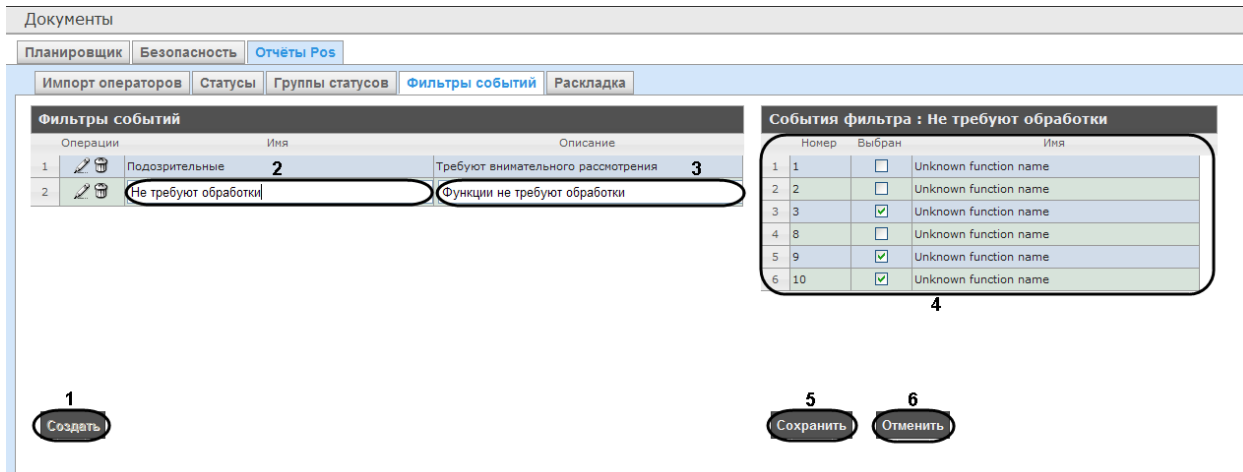 Документы
Планировщик Безопасность Отчёты Pos
Импорт операторов Статусы Группы статусов Фильтры событий Раскладка
Фильтры событий
Операции Имя Описание
1 Подозрительные 2 Требуют внимательного рассмотрения 3
2 Не требуют обработки Функции не требуют обработки
События фильтра : Не требуют обработки
Номер Выбран Имя
1 1 Unknown function name
2 2 Unknown function name
3 3 Unknown function name
4 8 Unknown function name
5 9 Unknown function name
6 10 Unknown function name
4
1
Создать
5 6
Сохранить Отменить